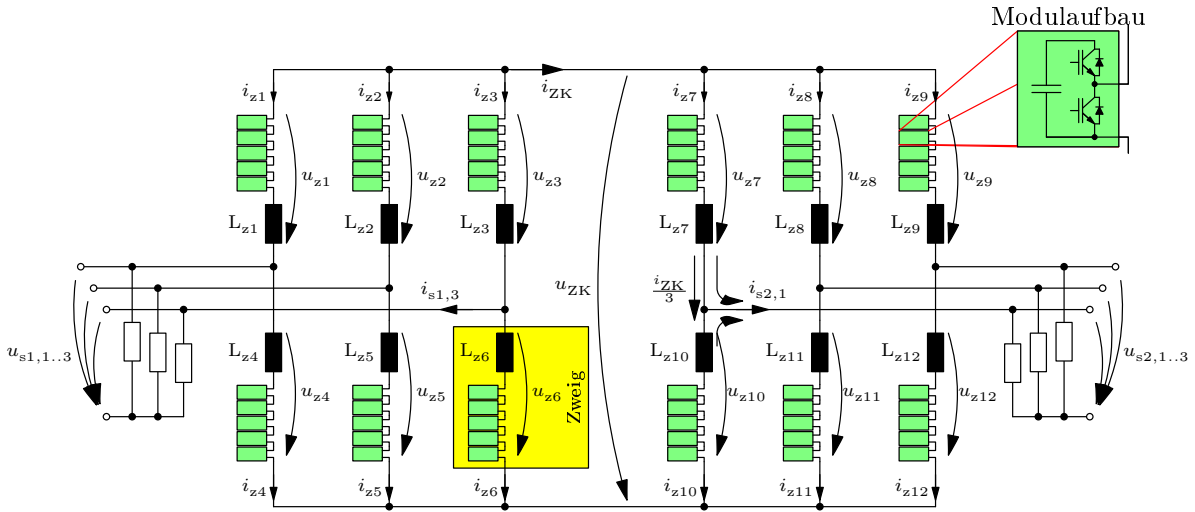 Modulaufbau
i_z1 i_z2 i_z3 i_ZK i_z7 i_z8 i_z9
u_z1 u_z2 u_z3 u_z7 u_z8 u_z9
L_z1 L_z2 L_z3 L_z7 L_z8 L_z9
i_s1,3 u_ZK i_ZK/3 i_s2,1
u_s1,1..3 L_z4 L_z5 L_z6 L_z10 L_z11 L_z12 u_s2,1..3
u_z4 u_z5 u_z6 Zweig u_z10 u_z11 u_z12
i_z4 i_z5 i_z6 i_z10 i_z11 i_z12